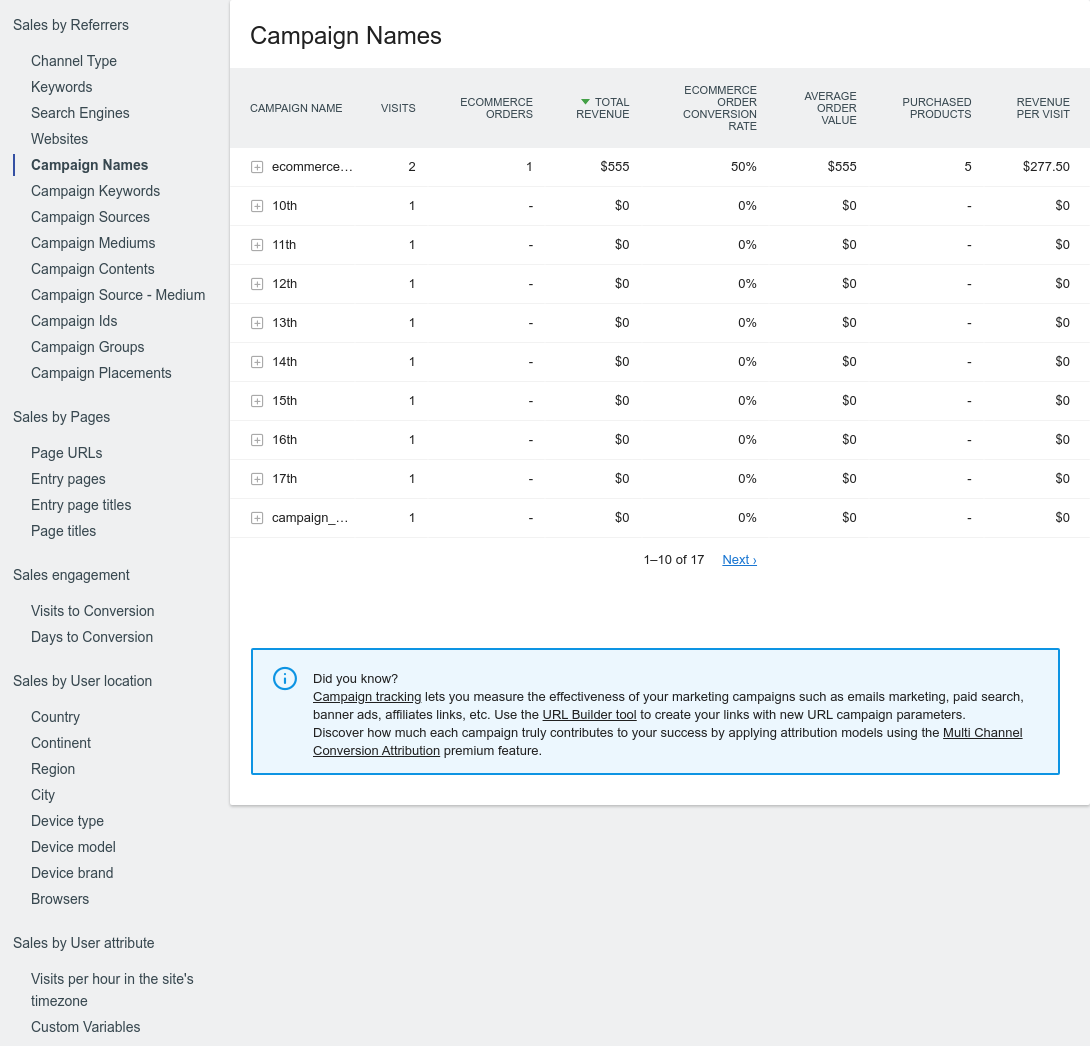 Sales by Referrers
Channel Type
Keywords
Search Engines
Websites
Campaign Names
Campaign Keywords
Campaign Sources
Campaign Mediums
Campaign Contents
Campaign Source - Medium
Campaign Ids
Campaign Groups
Campaign Placements
Sales by Pages
Page URLs
Entry pages
Entry page titles
Page titles
Sales engagement
Visits to Conversion
Days to Conversion
Sales by User location
Country
Continent
Region
City
Device type
Device model
Device brand
Browsers
Sales by User attribute
Visits per hour in the site's
timezone
Custom Variables
Campaign Names
CAMPAIGN NAME VISITS ECOMMERCE ORDERS TOTAL REVENUE ECOMMERCE ORDER CONVERSION RATE AVERAGE ORDER VALUE PURCHASED PRODUCTS REVENUE PER VISIT
ecommerce… 2 1 $555 50% $555 5 $277.50
10th 1 - $0 0% $0 - $0
11th 1 - $0 0% $0 - $0
12th 1 - $0 0% $0 - $0
13th 1 - $0 0% $0 - $0
14th 1 - $0 0% $0 - $0
15th 1 - $0 0% $0 - $0
16th 1 - $0 0% $0 - $0
17th 1 - $0 0% $0 - $0
campaign_… 1 - $0 0% $0 - $0
1–10 of 17 Next ›
Did you know?
Campaign tracking lets you measure the effectiveness of your marketing campaigns such as emails marketing, paid search,
banner ads, affiliates links, etc. Use the URL Builder tool to create your links with new URL campaign parameters.
Discover how much each campaign truly contributes to your success by applying attribution models using the Multi Channel
Conversion Attribution premium feature.